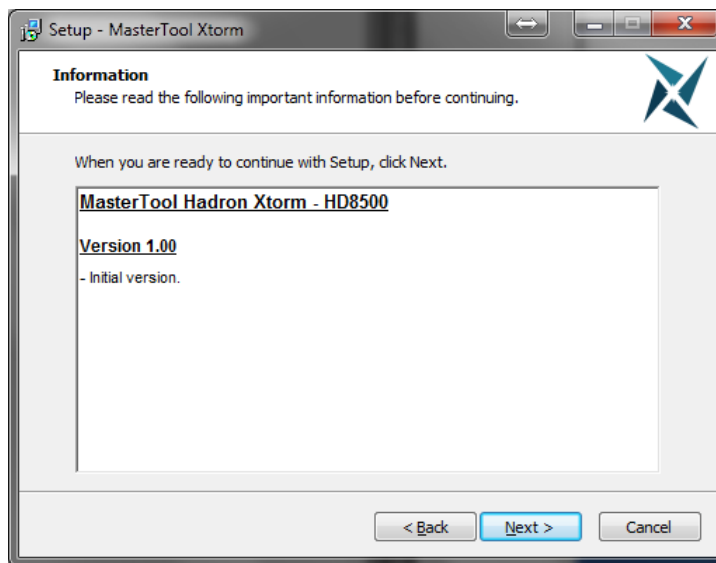 Setup - MasterTool Xtorm
Information
Please read the following important information before continuing.
When you are ready to continue with Setup, click Next.
MasterTool Hadron Xtorm - HD8500
Version 1.00
- Initial version.
< Back
Next >
Cancel